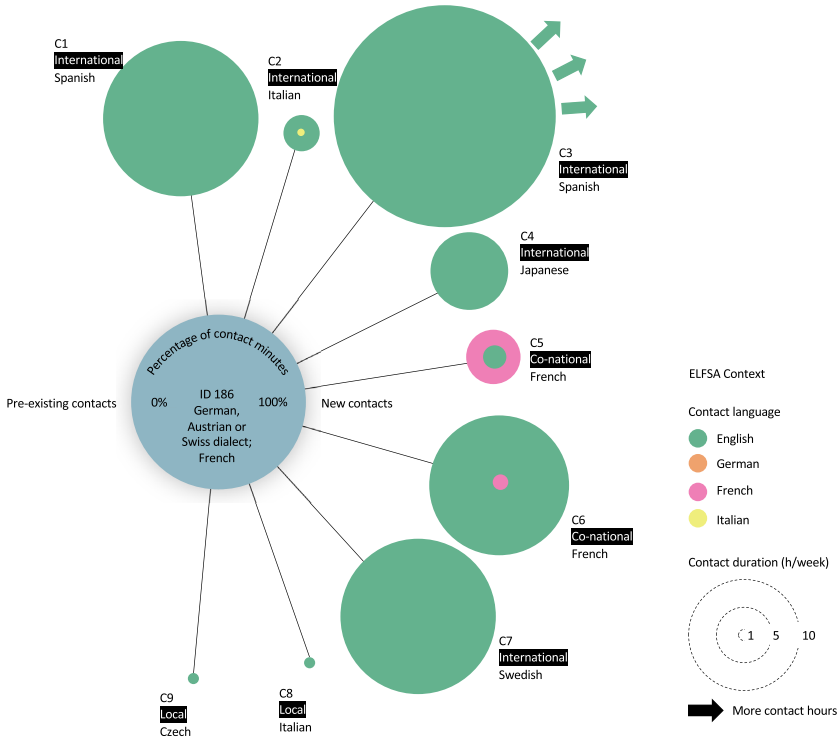 C1
International
Spanish
C2
International
Italian
C3
International
Spanish
C4
International
Japanese
C5
Co-national
French
Percentage of contact minutes
Pre-existing contacts
0%
ID 186
German,
Austrian or
Swiss dialect;
French
100%
New contacts
C6
Co-national
French
C7
International
Swedish
C8
Local
Italian
C9
Local
Czech
ELFSA Context
Contact language
English
German
French
Italian
Contact duration (h/week)
1 5 10
More contact hours